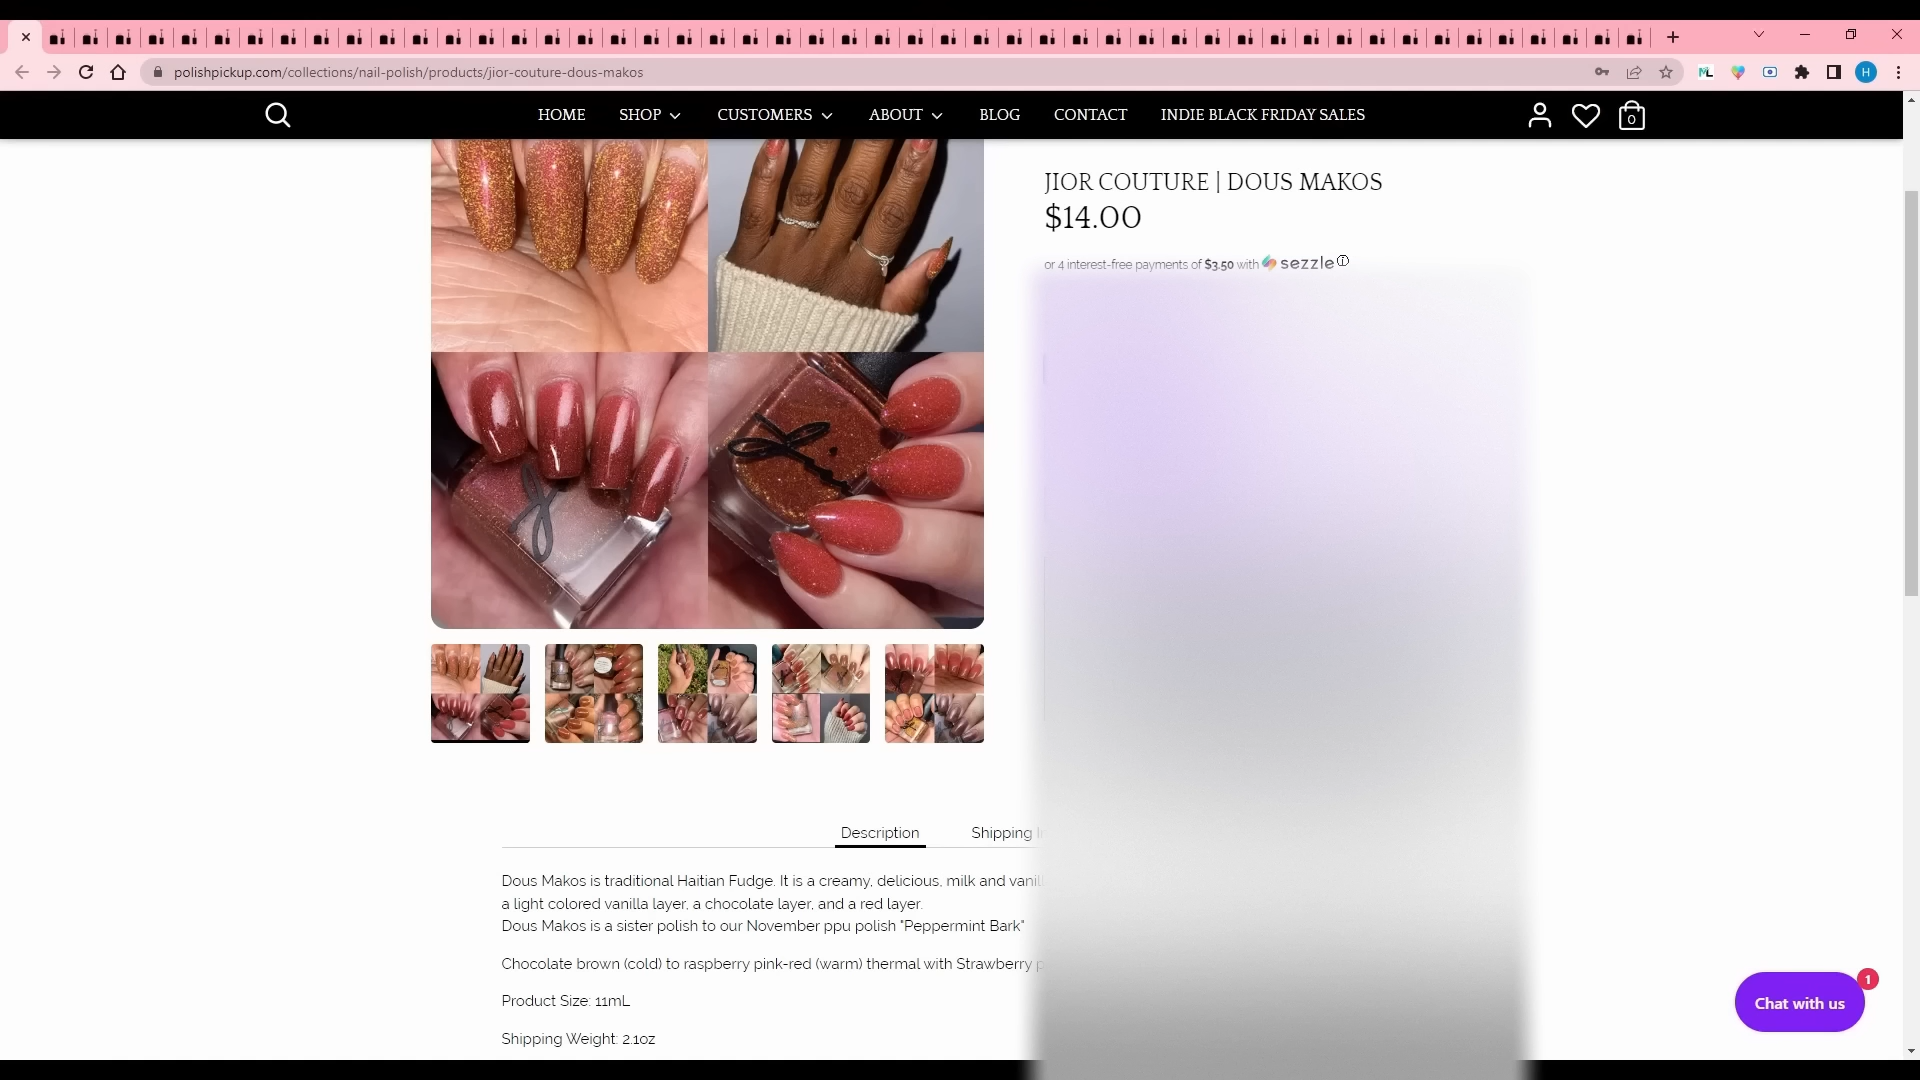 polishpickup.com/collections/nail-polish/products/jior-couture-dous-makos
H
HOME SHOP CUSTOMERS ABOUT BLOG CONTACT INDIE BLACK FRIDAY SALES
0
JIOR COUTURE | DOUS MAKOS
$14.00
or 4 interest-free payments of $3.50 with sezzle
Description Shipping
Dous Makos is traditional Haitian Fudge. It is a creamy, delicious, milk and
a light colored vanilla layer, a chocolate layer, and a red layer.
Dous Makos is a sister polish to our November ppu polish "Peppermint Bark"
Chocolate brown (cold) to raspberry pink-red (warm) thermal with Strawberry
Product Size: 11mL
Shipping Weight: 2.1oz
Chat with us
1